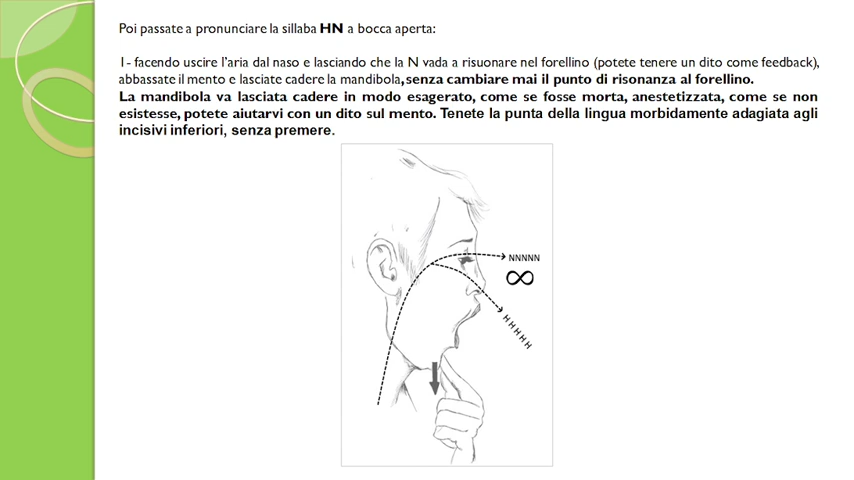 Poi passate a pronunciare la sillaba HN a bocca aperta:
1- facendo uscire l'aria dal naso e lasciando che la N vada a risuonare nel forellino (potete tenere un dito come feedback),
abbassate il mento e lasciate cadere la mandibola, senza cambiare mai il punto di risonanza al forellino.
La mandibola va lasciata cadere in modo esagerato, come se fosse morta, anestetizzata, come se non
esistesse, potete aiutarvi con un dito sul mento. Tenete la punta della lingua morbidamente adagiata agli
incisivi inferiori, senza premere.
NNNNN
∞
HHHHH